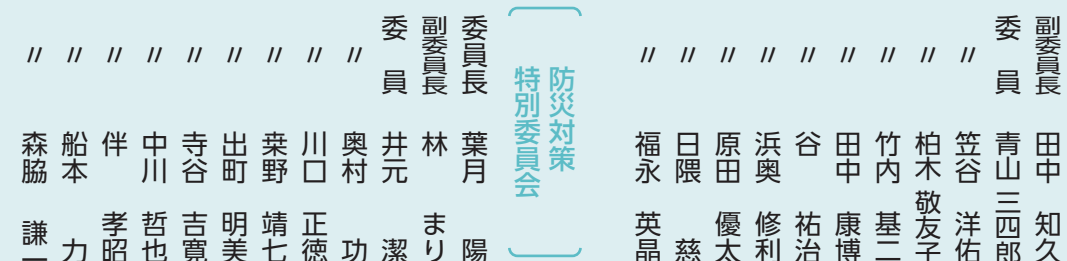 副委員長 田中 知久
委員 青山 三四郎
〃 笠谷 洋佑
〃 柏木 敬友子
〃 竹内 基二
〃 田中 康博
〃 谷 祐治
〃 浜奥 修利
〃 原田 優太
〃 日隈 慈
〃 福永 英晶
防災対策
特別委員会
委員長 葉月 陽
副委員長 林 まり
委員 井元 潔
〃 奥村 功
〃 川口 正徳
〃 桒野 靖七
〃 出町 明美
〃 寺谷 吉寛
〃 中川 哲也
〃 伴 孝昭
〃 船本 力
〃 森脇 謙一